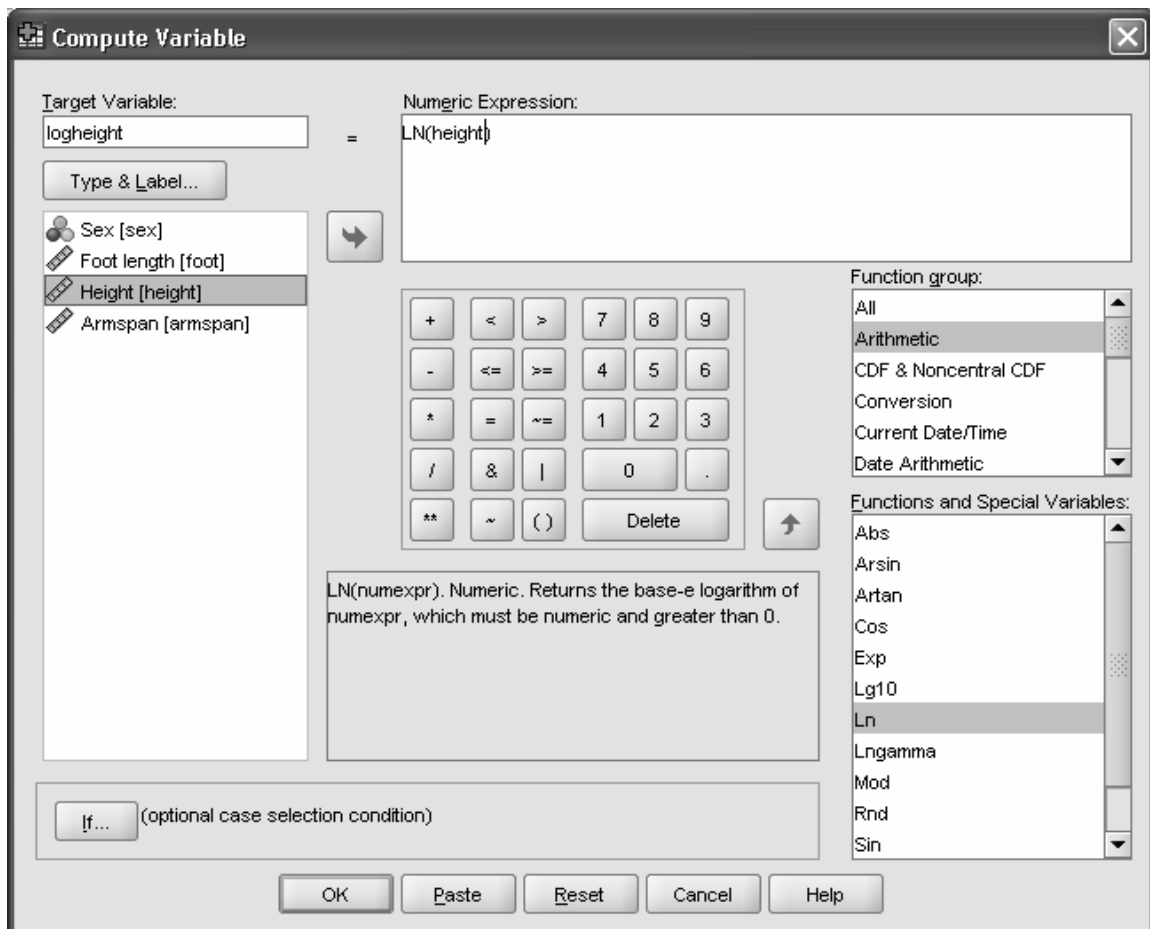 Compute Variable
Target Variable:
logheight
=
Numeric Expression:
LN(height)
Type & Label...
Sex [sex]
Foot length [foot]
Height [height]
Armspan [armspan]
+ < > 7 8 9
- <= >= 4 5 6
* = ~= 1 2 3
/ & | 0 .
** ~ ( ) Delete
Function group:
All
Arithmetic
CDF & Noncentral CDF
Conversion
Current Date/Time
Date Arithmetic
LN(numexpr). Numeric. Returns the base-e logarithm of
numexpr, which must be numeric and greater than 0.
Functions and Special Variables:
Abs
Arsin
Artan
Cos
Exp
Lg10
Ln
Lngamma
Mod
Rnd
Sin
If...
(optional case selection condition)
OK
Paste
Reset
Cancel
Help